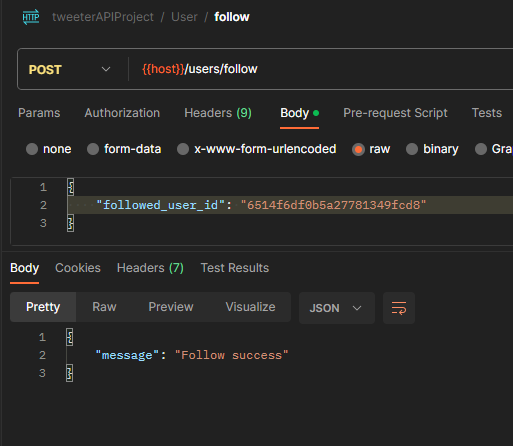 HTTP tweeterAPIProject / User / follow
POST {{host}}/users/follow
Params Authorization Headers (9) Body Pre-request Script Tests
none form-data x-www-form-urlencoded raw binary Gra
1 {
2 "followed_user_id": "6514f6df0b5a27781349fcd8"
3 }
Body Cookies Headers (7) Test Results
Pretty Raw Preview Visualize JSON
1 {
2 "message": "Follow success"
3 }